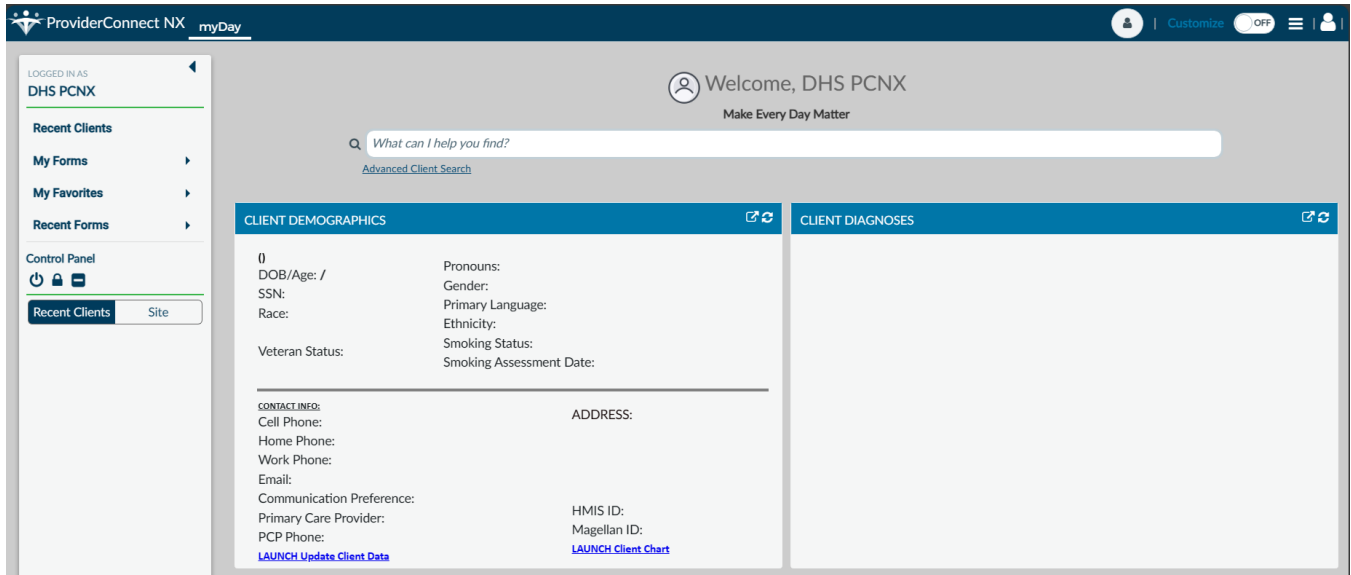 ProviderConnect NX myDay
| Customize OFF | |
LOGGED IN AS
DHS PCNX
Recent Clients
My Forms
My Favorites
Recent Forms
Control Panel
Recent Clients Site
Welcome, DHS PCNX
Make Every Day Matter
What can I help you find?
Advanced Client Search
CLIENT DEMOGRAPHICS
()
DOB/Age: /
SSN:
Race:
Veteran Status:
Pronouns:
Gender:
Primary Language:
Ethnicity:
Smoking Status:
Smoking Assessment Date:
CONTACT INFO:
Cell Phone:
Home Phone:
Work Phone:
Email:
Communication Preference:
Primary Care Provider:
PCP Phone:
LAUNCH Update Client Data
ADDRESS:
HMIS ID:
Magellan ID:
LAUNCH Client Chart
CLIENT DIAGNOSES